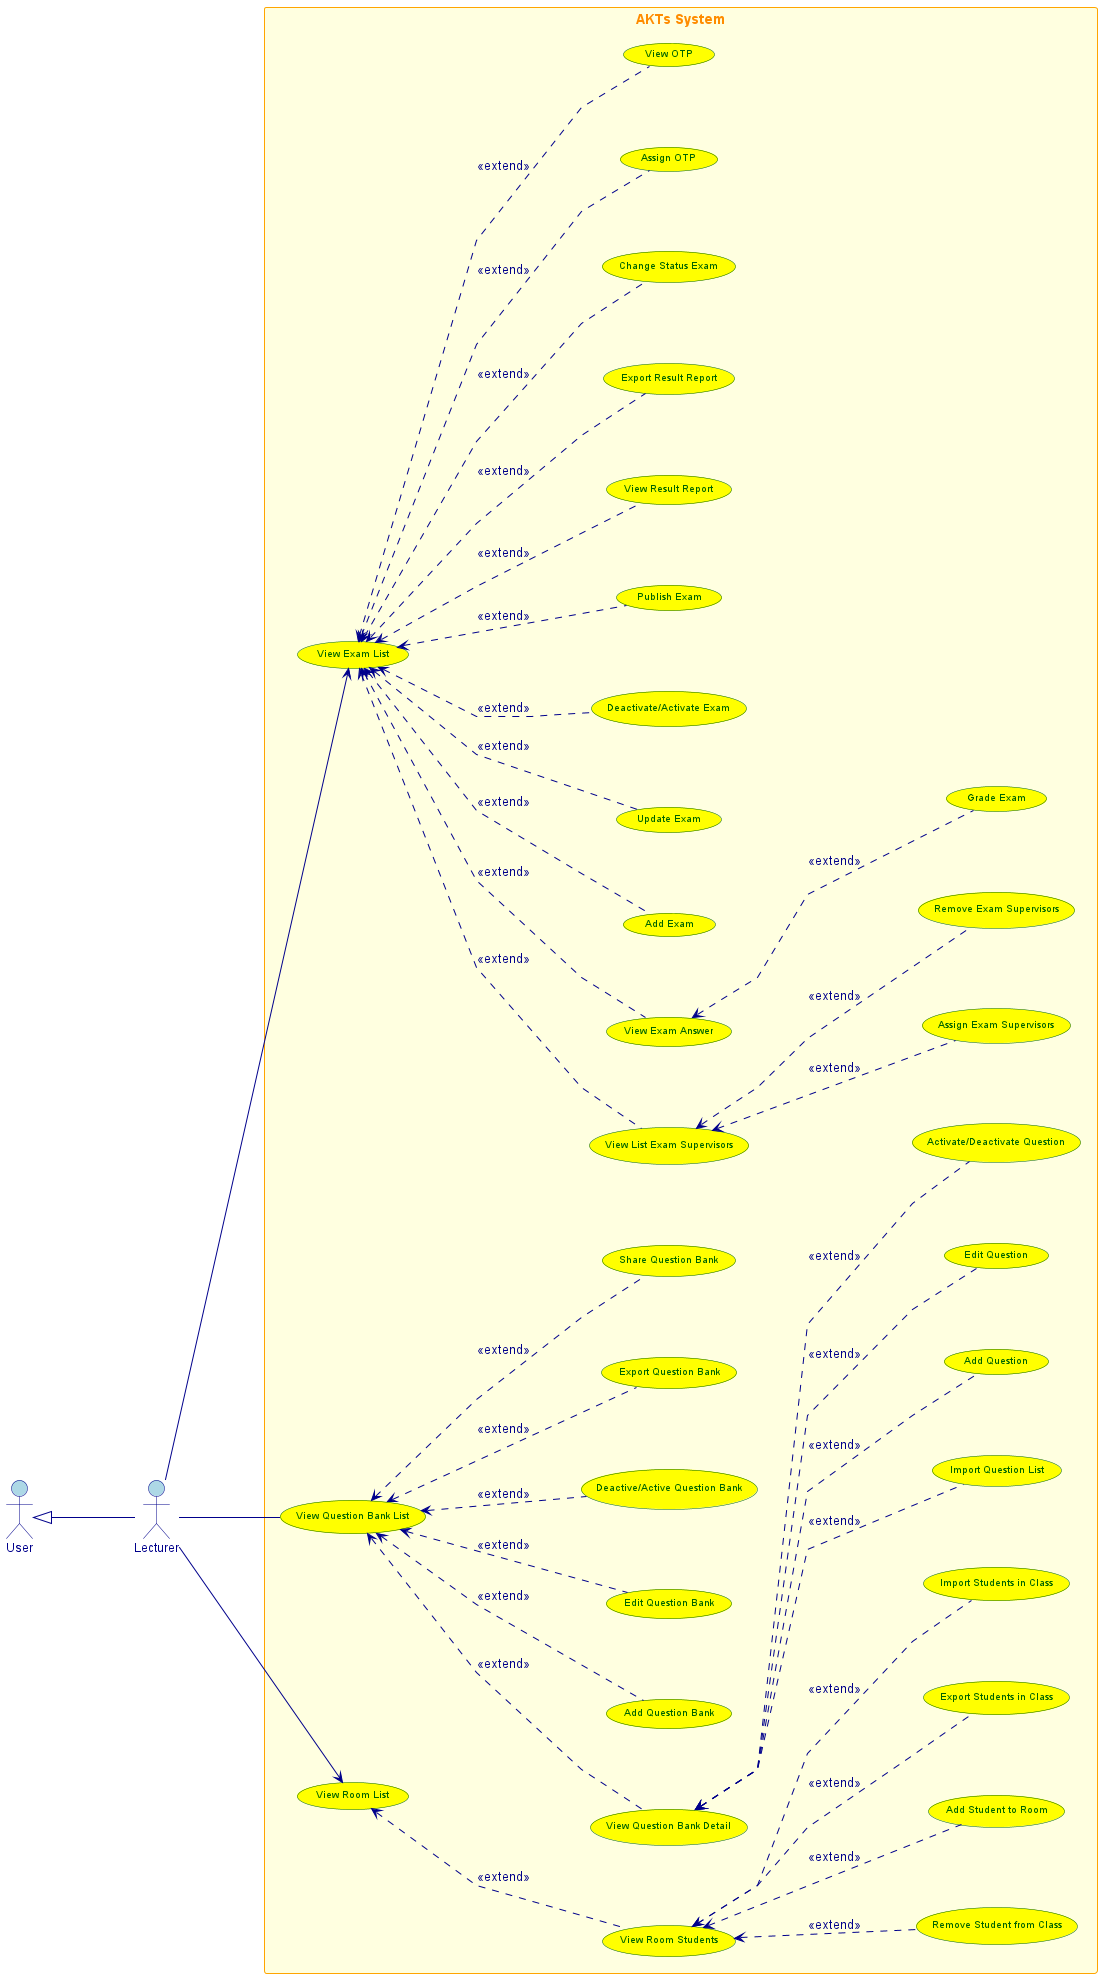 AKTs System
View OTP
«extend»
Assign OTP
«extend»
Change Status Exam
«extend»
Export Result Report
«extend»
View Result Report
«extend»
Publish Exam
«extend»
View Exam List
Deactivate/Activate Exam
«extend»
«extend»
Update Exam
«extend»
Grade Exam
«extend»
«extend»
Add Exam
Remove Exam Supervisors
«extend»
«extend»
View Exam Answer
Assign Exam Supervisors
«extend»
View List Exam Supervisors
Activate/Deactivate Question
Share Question Bank
«extend»
Edit Question
«extend»
«extend»
Export Question Bank
Add Question
«extend»
«extend»
Import Question List
Deactive/Active Question Bank
«extend»
«extend»
View Question Bank List
User
Lecturer
«extend»
Edit Question Bank
Import Students in Class
«extend»
Add Question Bank
«extend»
«extend»
Export Students in Class
View Room List
«extend»
View Question Bank Detail
Add Student to Room
«extend»
«extend»
View Room Students
«extend»
Remove Student from Class